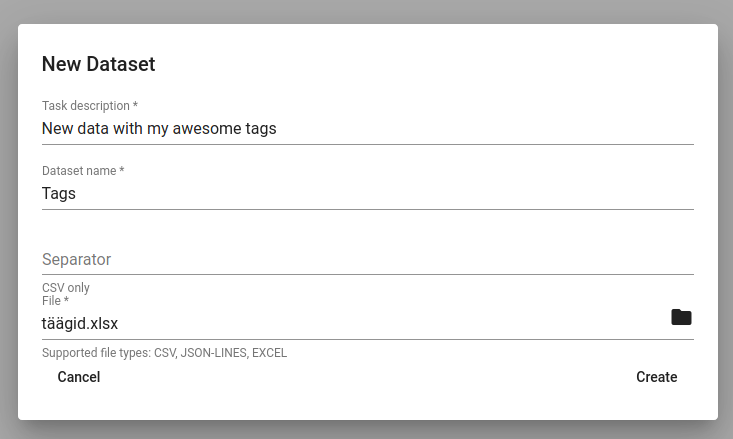 New Dataset
Task description *
New data with my awesome tags
Dataset name *
Tags
Separator
CSV only
File *
täägid.xlsx
Supported file types: CSV, JSON-LINES, EXCEL
Cancel
Create